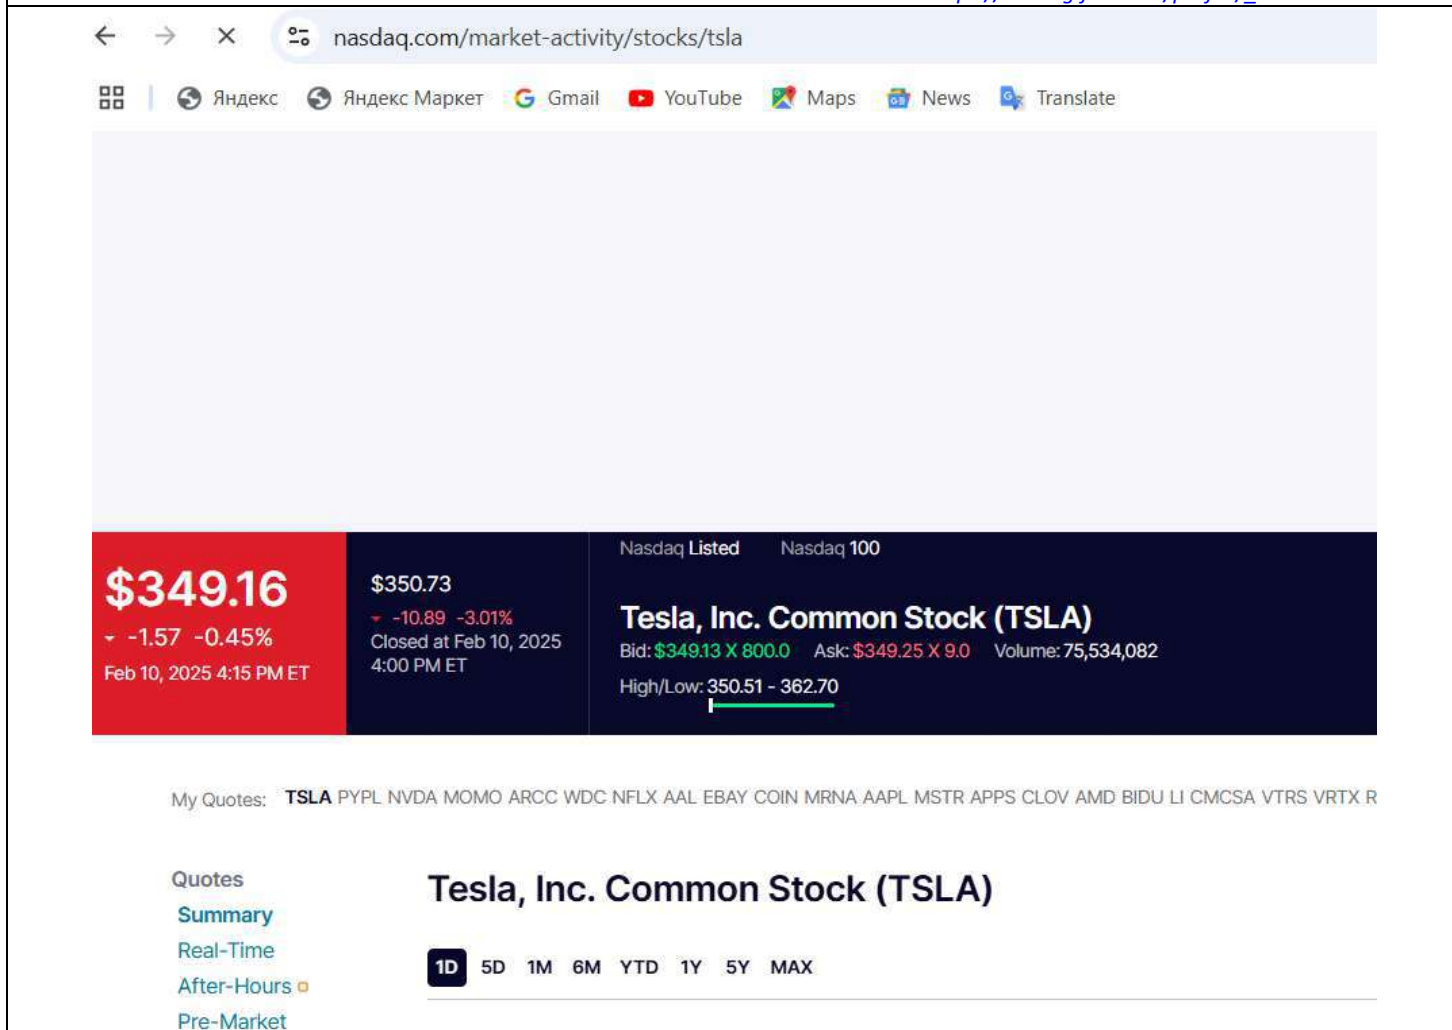 nasdaq.com/market-activity/stocks/tsla
Яндекс Яндекс Маркет Gmail YouTube Maps News Translate
$349.16
-1.57 -0.45%
Feb 10, 2025 4:15 PM ET
$350.73
-10.89 -3.01%
Closed at Feb 10, 2025
4:00 PM ET
Nasdaq Listed Nasdaq 100
Tesla, Inc. Common Stock (TSLA)
Bid: $349.13 X 800.0 Ask: $349.25 X 9.0 Volume: 75,534,082
High/Low: 350.51 - 362.70
My Quotes: TSLA PYPL NVDA MOMO ARCC WDC NFLX AAL EBAY COIN MRNA AAPL MSTR APPS CLOV AMD BIDU LI CMCSA VTRS VRTX R
Quotes
Summary
Real-Time
After-Hours
Pre-Market
Tesla, Inc. Common Stock (TSLA)
1D 5D 1M 6M YTD 1Y 5Y MAX